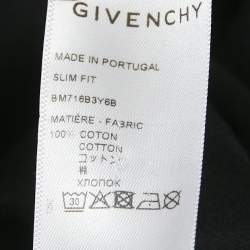 GIVENCHY
MADE IN PORTUGAL
SLIM FIT
BM716B3Y6B
MATIÈRE - FABRIC
100% COTON
COTTON
コットン
棉
ХЛОПОК
30